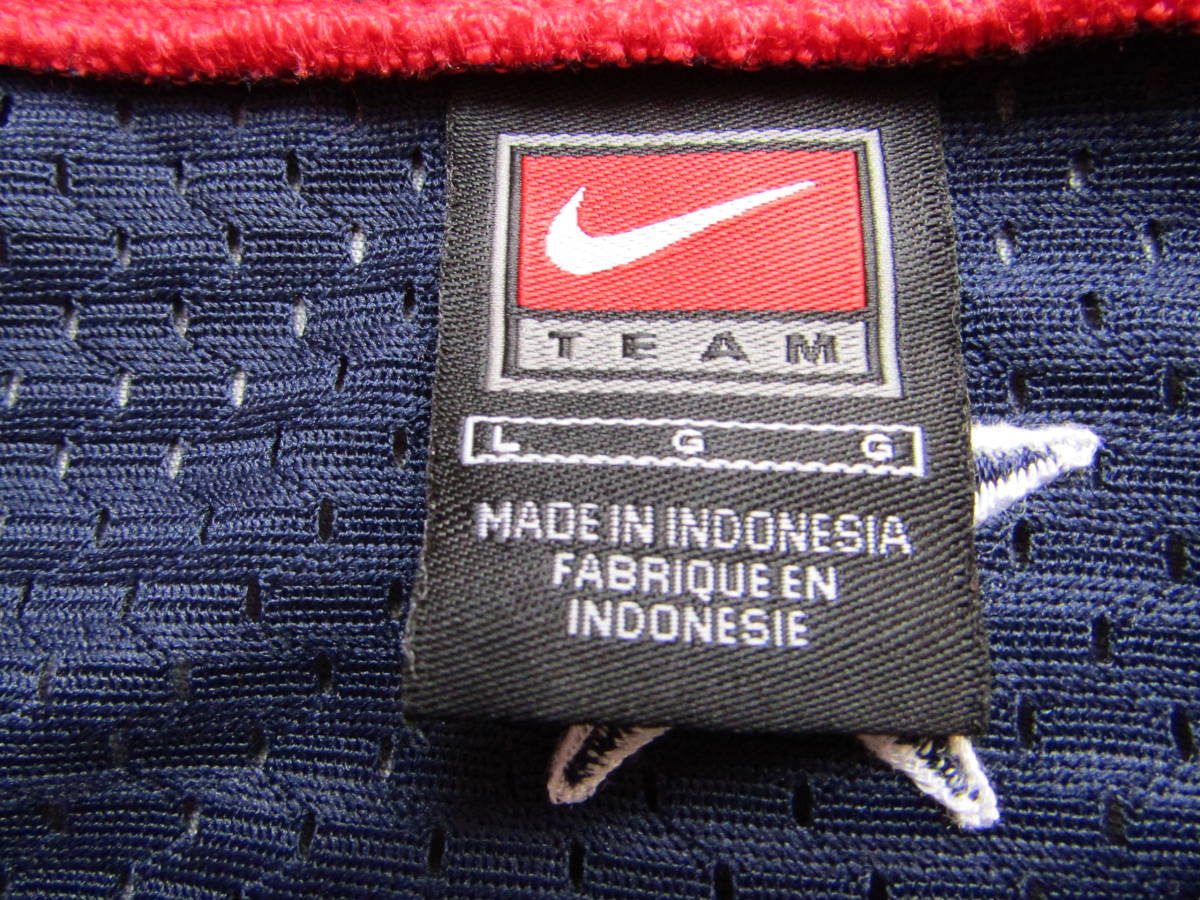 TEAM
L G G
MADE IN INDONESIA
FABRIQUE EN
INDONESIE